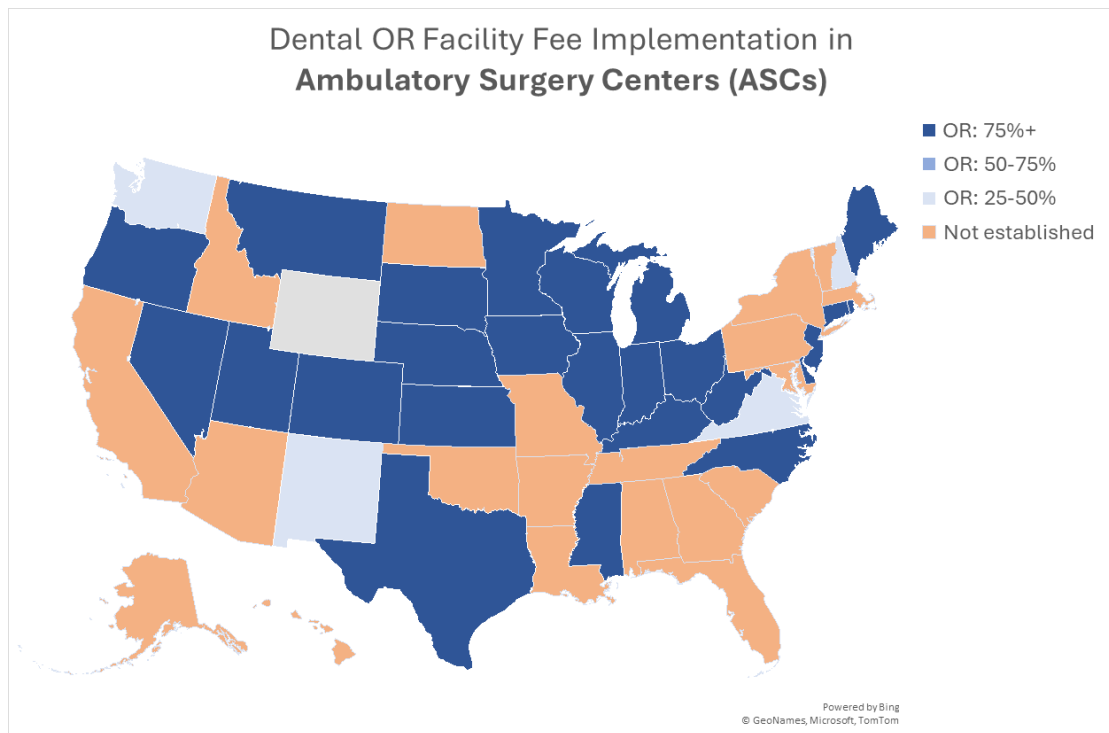 Dental OR Facility Fee Implementation in
Ambulatory Surgery Centers (ASCs)
OR: 75%+
OR: 50-75%
OR: 25-50%
Not established
Powered by Bing
© GeoNames, Microsoft, TomTom